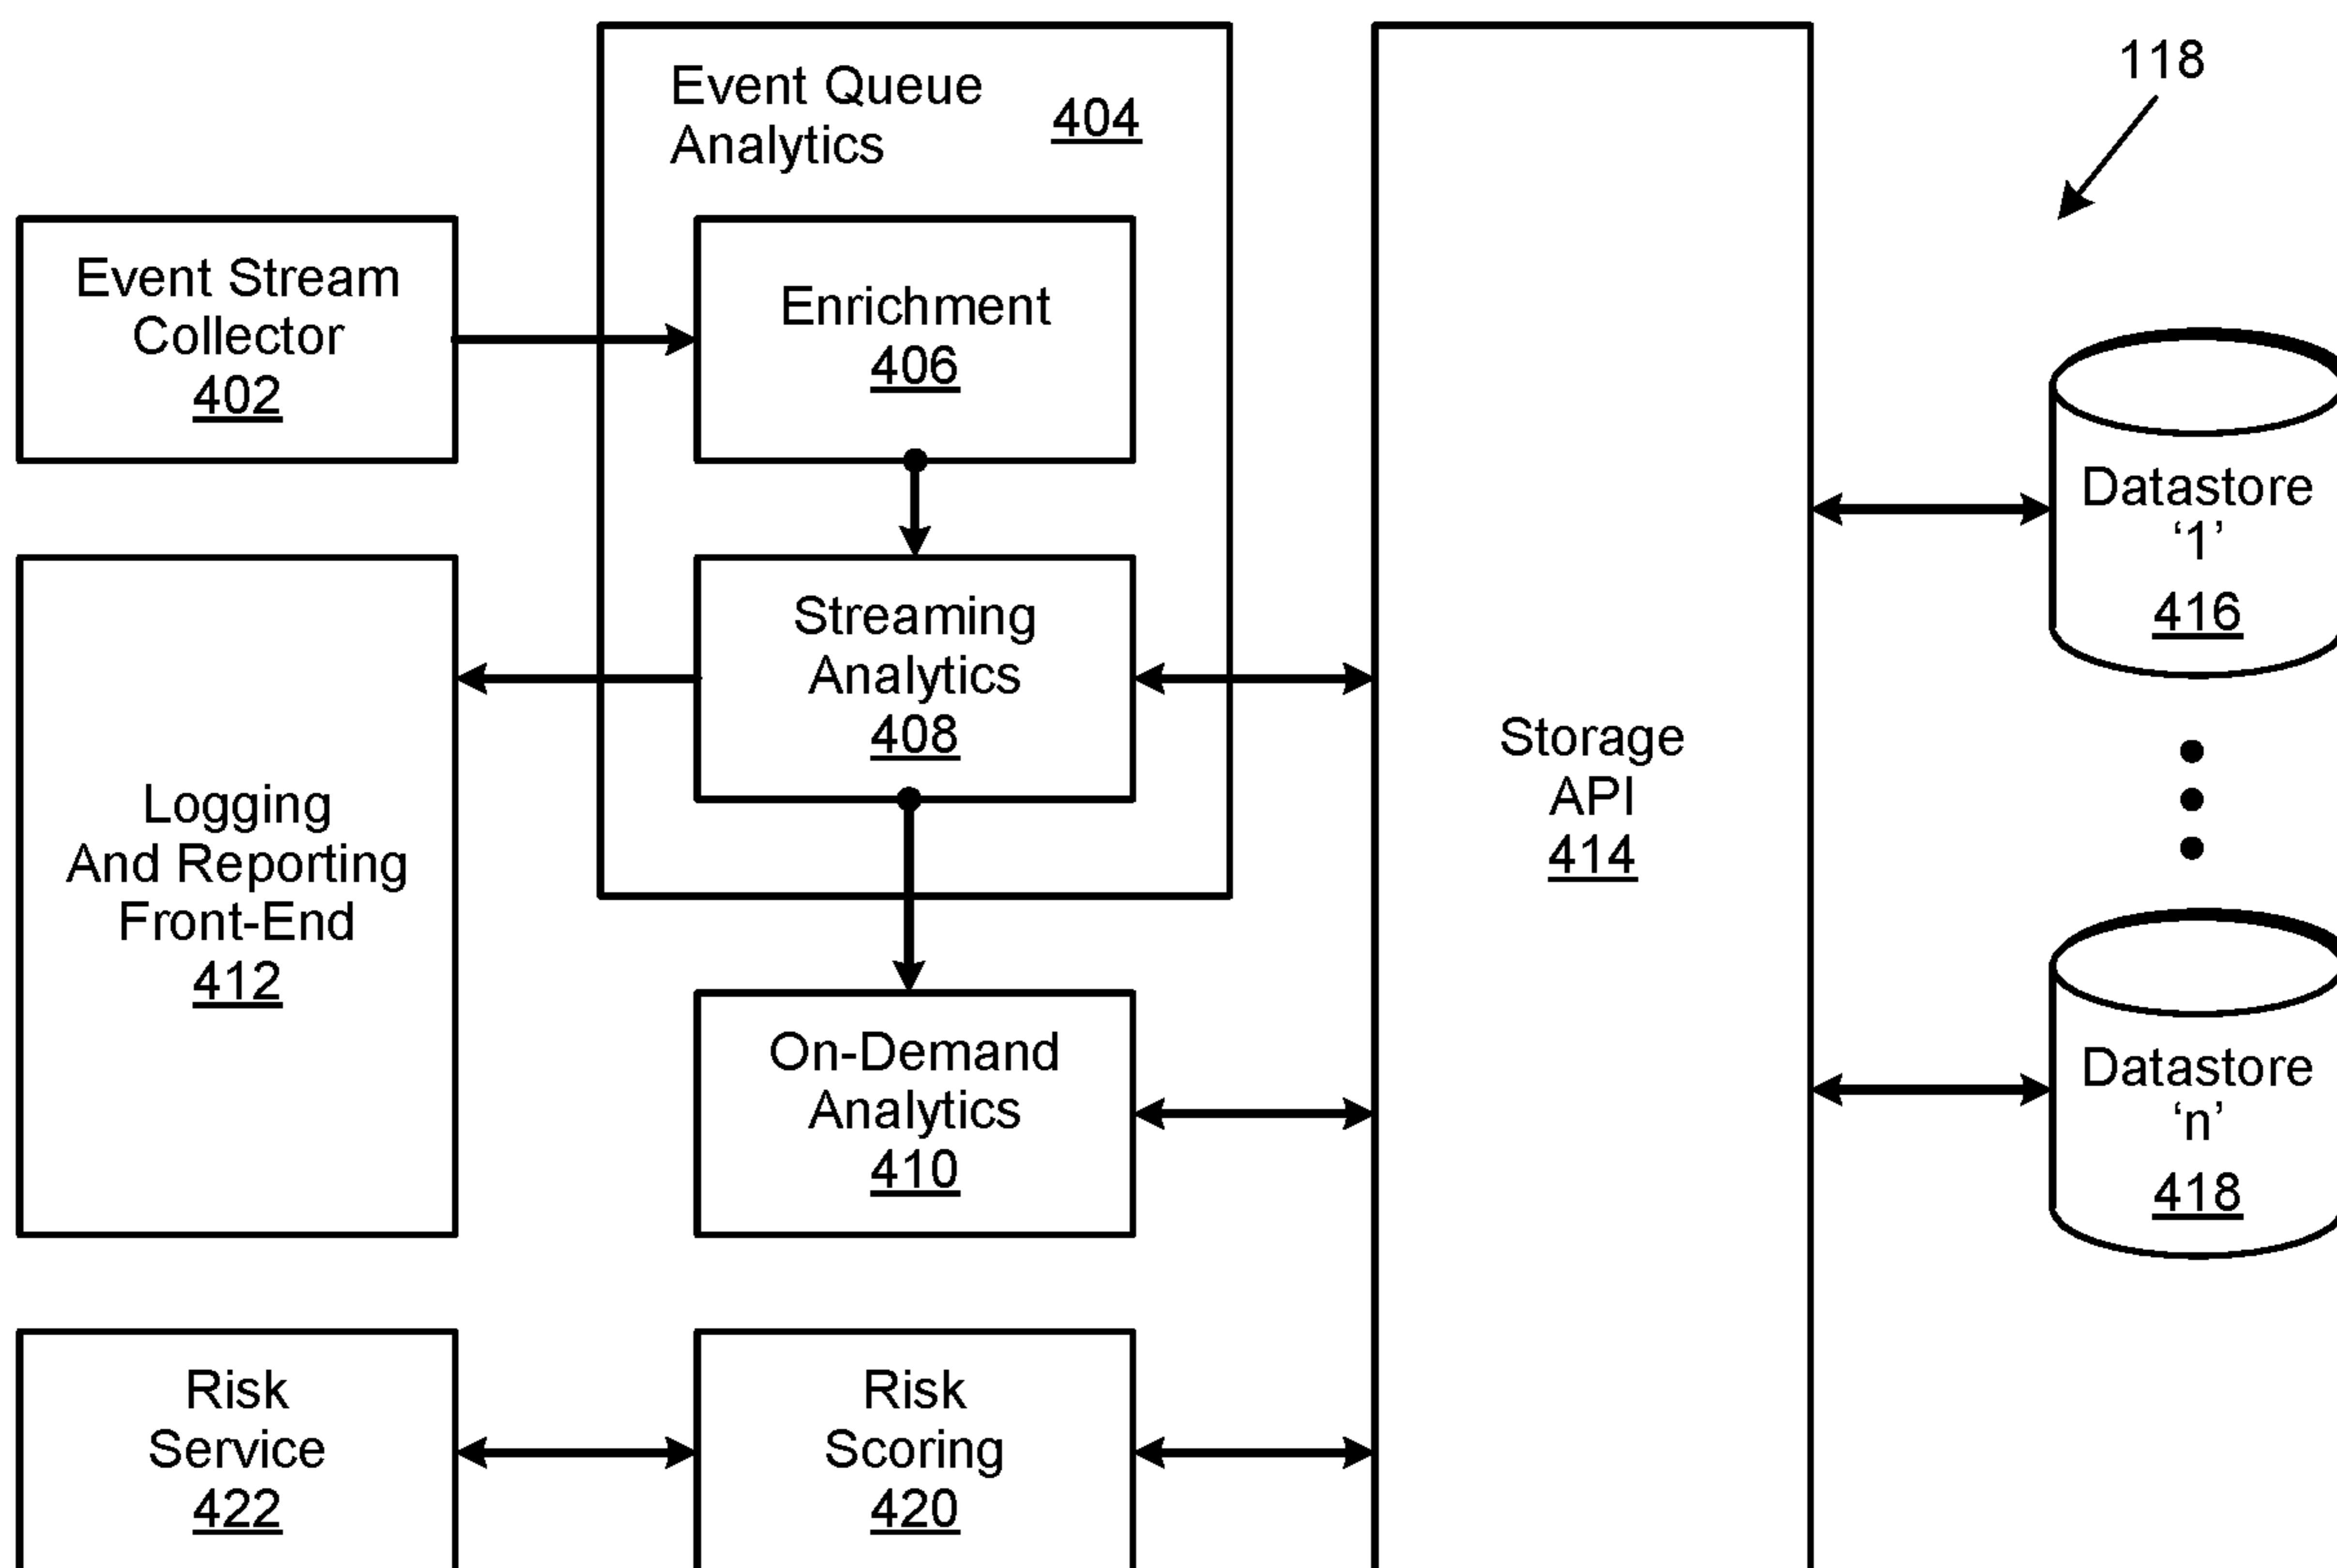 Event Queue
Analytics
404
118
Event Stream
Collector
402
Enrichment
406
Streaming
Analytics
408
Logging
And Reporting
Front-End
412
On-Demand
Analytics
410
Storage
API
414
Datastore
‘1’
416
Datastore
‘n’
418
Risk
Service
422
Risk
Scoring
420